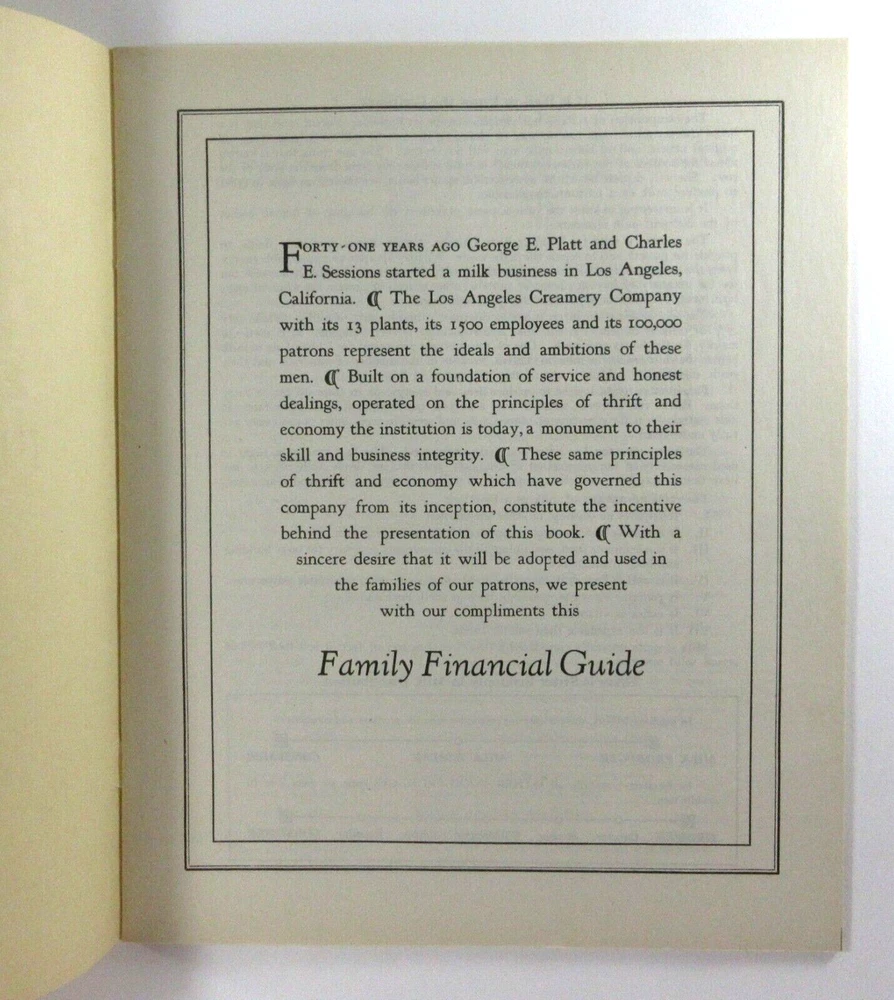 FORTY-ONE YEARS AGO George E. Platt and Charles
E. Sessions started a milk business in Los Angeles,
California. ⸿ The Los Angeles Creamery Company
with its 13 plants, its 1500 employees and its 100,000
patrons represent the ideals and ambitions of these
men. ⸿ Built on a foundation of service and honest
dealings, operated on the principles of thrift and
economy the institution is today, a monument to their
skill and business integrity. ⸿ These same principles
of thrift and economy which have governed this
company from its inception, constitute the incentive
behind the presentation of this book. ⸿ With a
sincere desire that it will be adopted and used in
the families of our patrons, we present
with our compliments this
Family Financial Guide